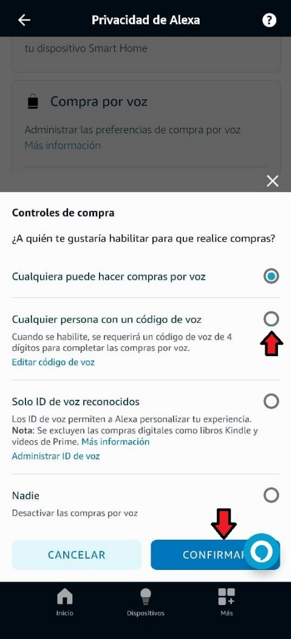 Privacidad de Alexa
?
tu dispositivo Smart Home
Compra por voz
Administrar las preferencias de compra por voz
Más información
Controles de compra
¿A quién te gustaría habilitar para que realice compras?
Cualquiera puede hacer compras por voz
Cualquier persona con un código de voz
Cuando se habilite, se requerirá un código de voz de 4
dígitos para completar las compras por voz.
Editar código de voz
Solo ID de voz reconocidos
Los ID de voz permiten a Alexa personalizar tu experiencia.
Nota: Se excluyen las compras digitales como libros Kindle y
videos de Prime. Más información
Administrar ID de voz
Nadie
Desactivar las compras por voz
CANCELAR
CONFIRMAR
Inicio
Dispositivos
Más